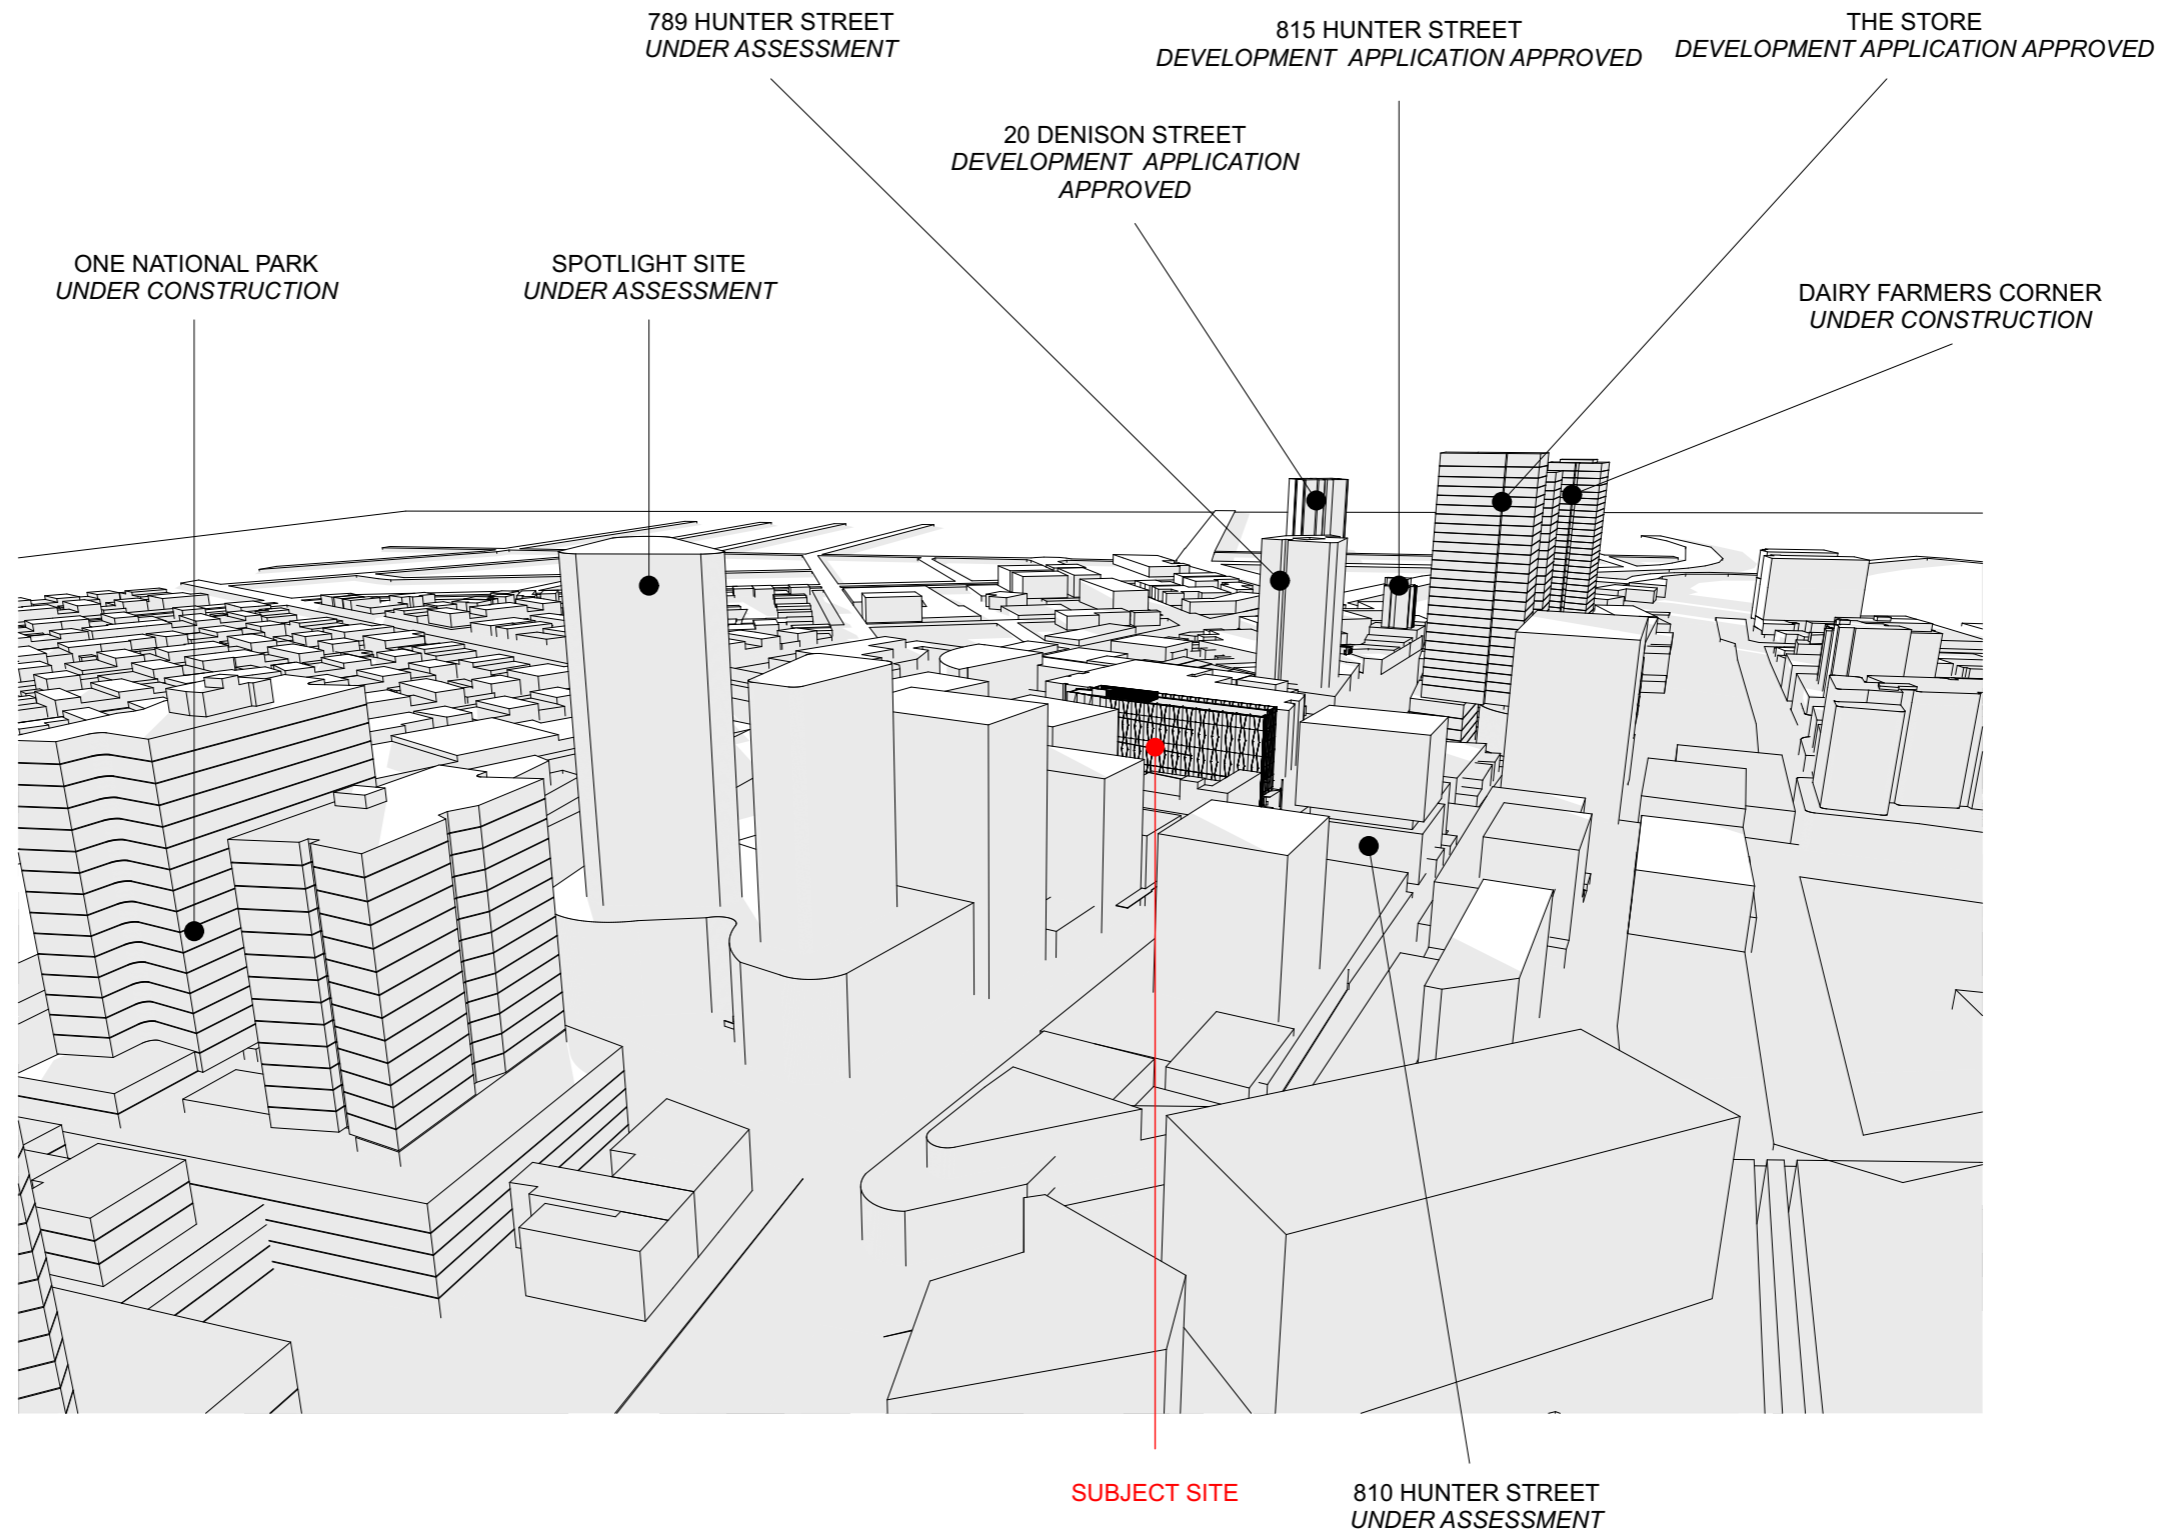 789 HUNTER STREET
UNDER ASSESSMENT
815 HUNTER STREET
DEVELOPMENT APPLICATION APPROVED
THE STORE
DEVELOPMENT APPLICATION APPROVED
20 DENISON STREET
DEVELOPMENT APPLICATION
APPROVED
ONE NATIONAL PARK
UNDER CONSTRUCTION
SPOTLIGHT SITE
UNDER ASSESSMENT
DAIRY FARMERS CORNER
UNDER CONSTRUCTION
SUBJECT SITE
810 HUNTER STREET
UNDER ASSESSMENT